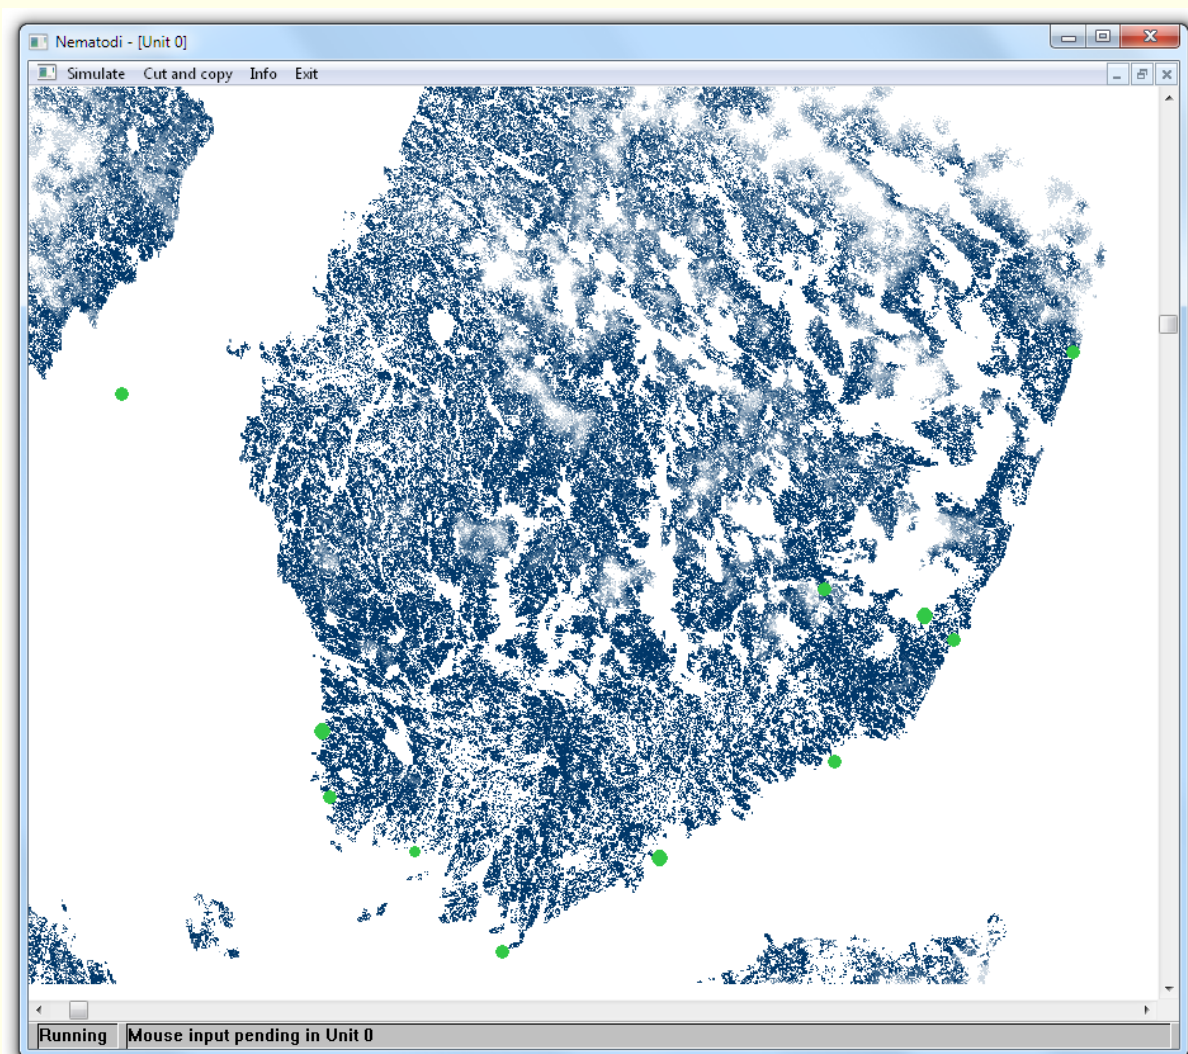 Nematodi - [Unit 0]
Simulate Cut and copy Info Exit
Running Mouse input pending in Unit 0